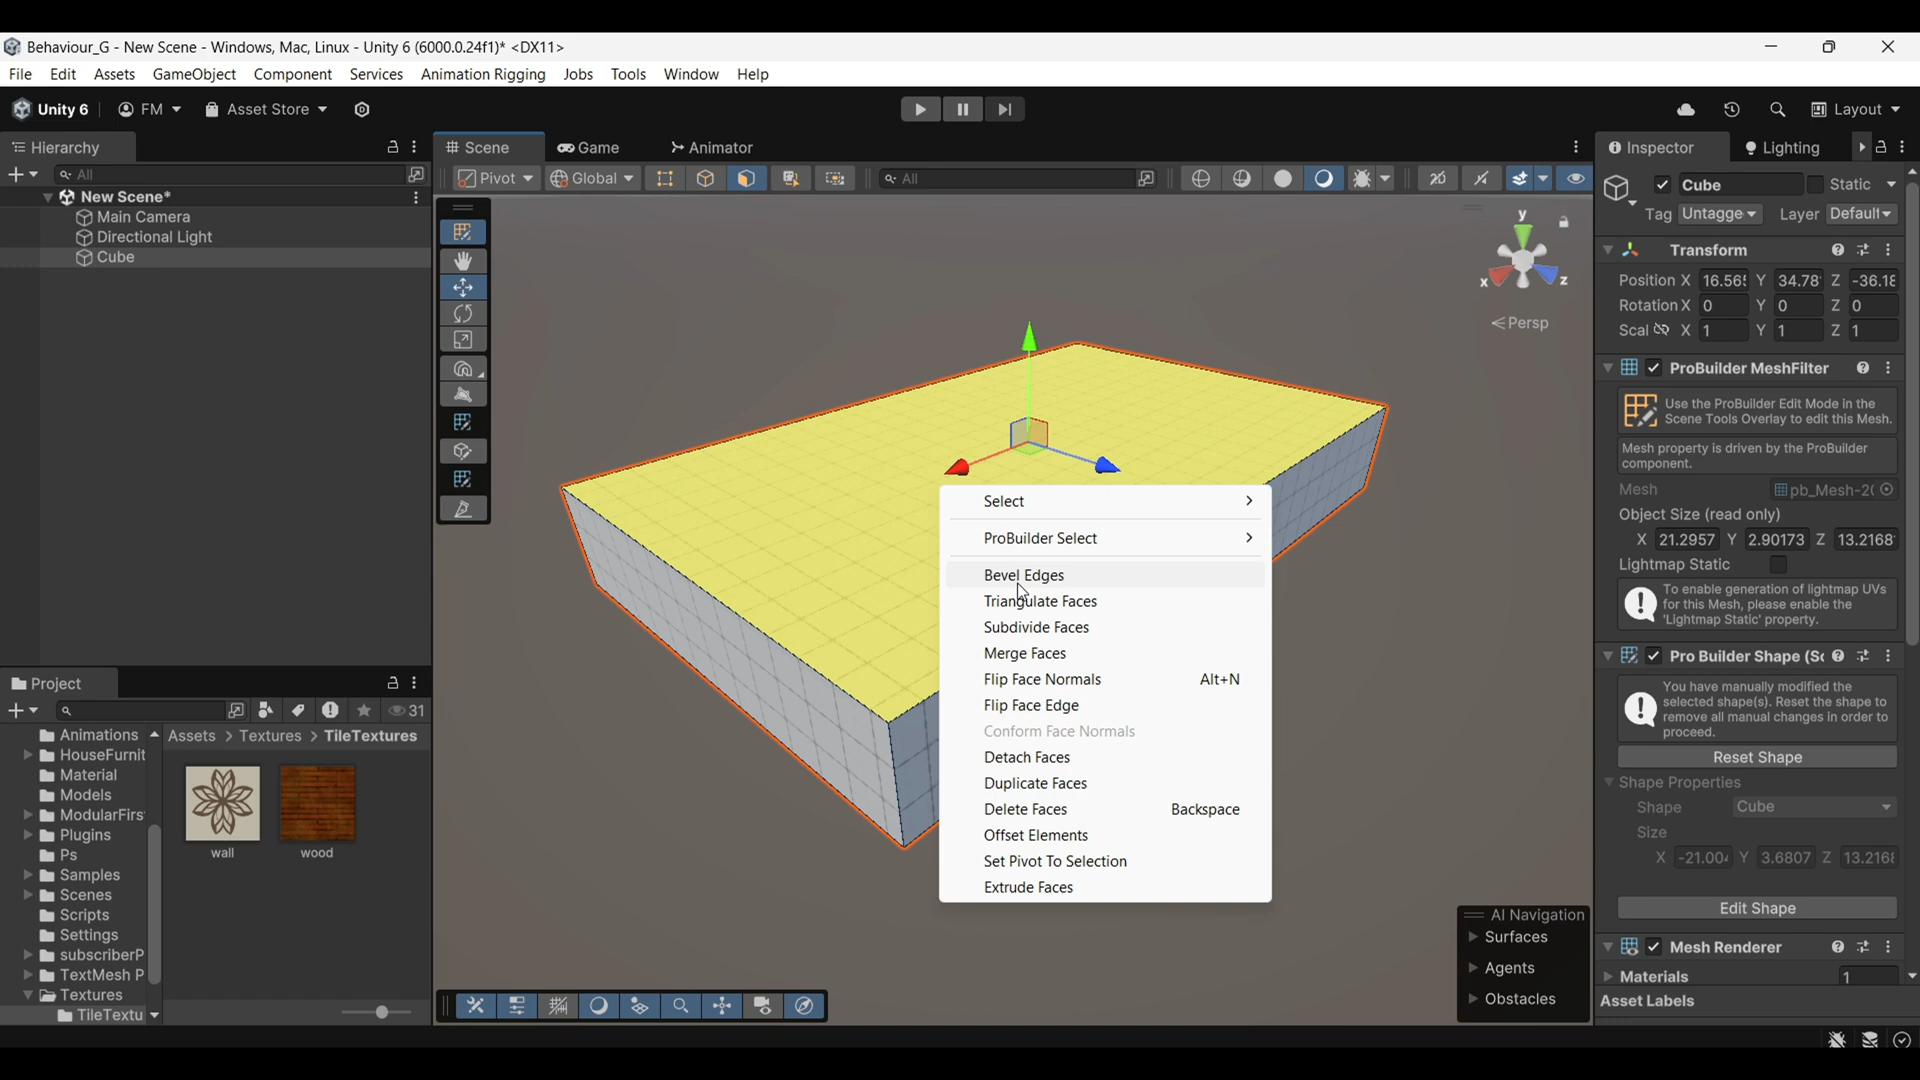 Behaviour_G - New Scene - Windows, Mac, Linux - Unity 6 (6000.0.24f1)* <DX11>
File Edit Assets GameObject Component Services Animation Rigging Jobs Tools Window Help
Unity 6 FM Asset Store Layout
Hierarchy
All
New Scene*
Main Camera
Directional Light
Cube
Scene Game Animator
Pivot Global All 2D
y
x z
Persp
Select
ProBuilder Select
Bevel Edges
Triangulate Faces
Subdivide Faces
Merge Faces
Flip Face Normals Alt+N
Flip Face Edge
Conform Face Normals
Detach Faces
Duplicate Faces
Delete Faces Backspace
Offset Elements
Set Pivot To Selection
Extrude Faces
AI Navigation
Surfaces
Agents
Obstacles
Project
31
Animations
HouseFurnit
Material
Models
ModularFirs
Plugins
Ps
Samples
Scenes
Scripts
Settings
subscriberP
TextMesh P
Textures
TileTextu
Assets > Textures > TileTextures
wall wood
Inspector Lighting
Cube Static
Tag Untagge Layer Default
Transform
Position X 16.565 Y 34.78 Z -36.18
Rotation X 0 Y 0 Z 0
Scal X 1 Y 1 Z 1
ProBuilder MeshFilter
Use the ProBuilder Edit Mode in the
Scene Tools Overlay to edit this Mesh.
Mesh property is driven by the ProBuilder
component.
Mesh pb_Mesh-2(
Object Size (read only)
X 21.2957 Y 2.90173 Z 13.2168
Lightmap Static
To enable generation of lightmap UVs
for this Mesh, please enable the
'Lightmap Static' property.
Pro Builder Shape (Sc
You have manually modified the
selected shape(s). Reset the shape to
remove all manual changes in order to
proceed.
Reset Shape
Shape Properties
Shape Cube
Size
X -21.004 Y 3.6807 Z 13.2168
Edit Shape
Mesh Renderer
Materials 1
Asset Labels